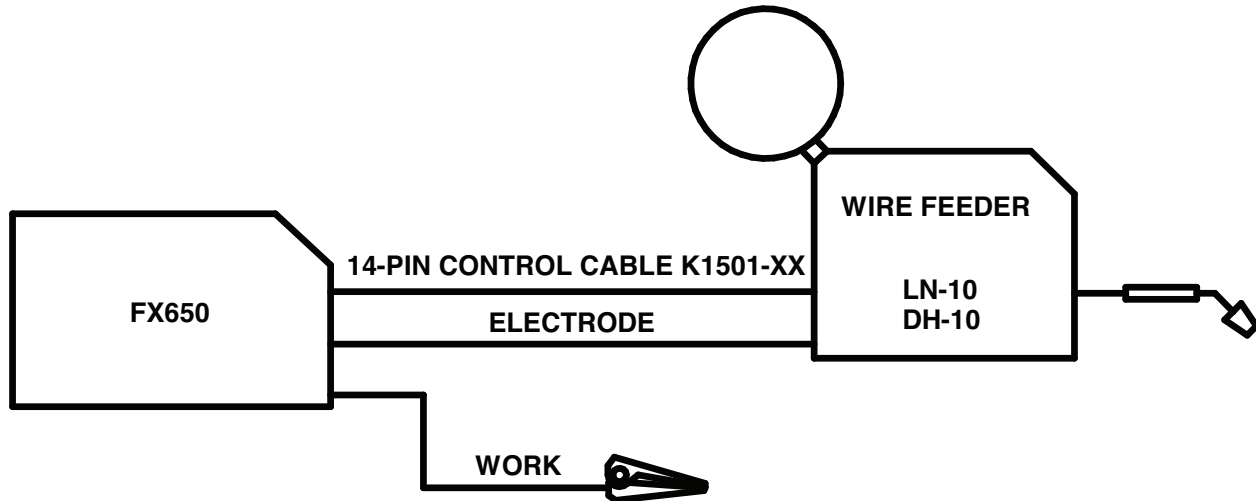 WIRE FEEDER
14-PIN CONTROL CABLE K1501-XX
LN-10
FX650
DH-10
ELECTRODE
WORK